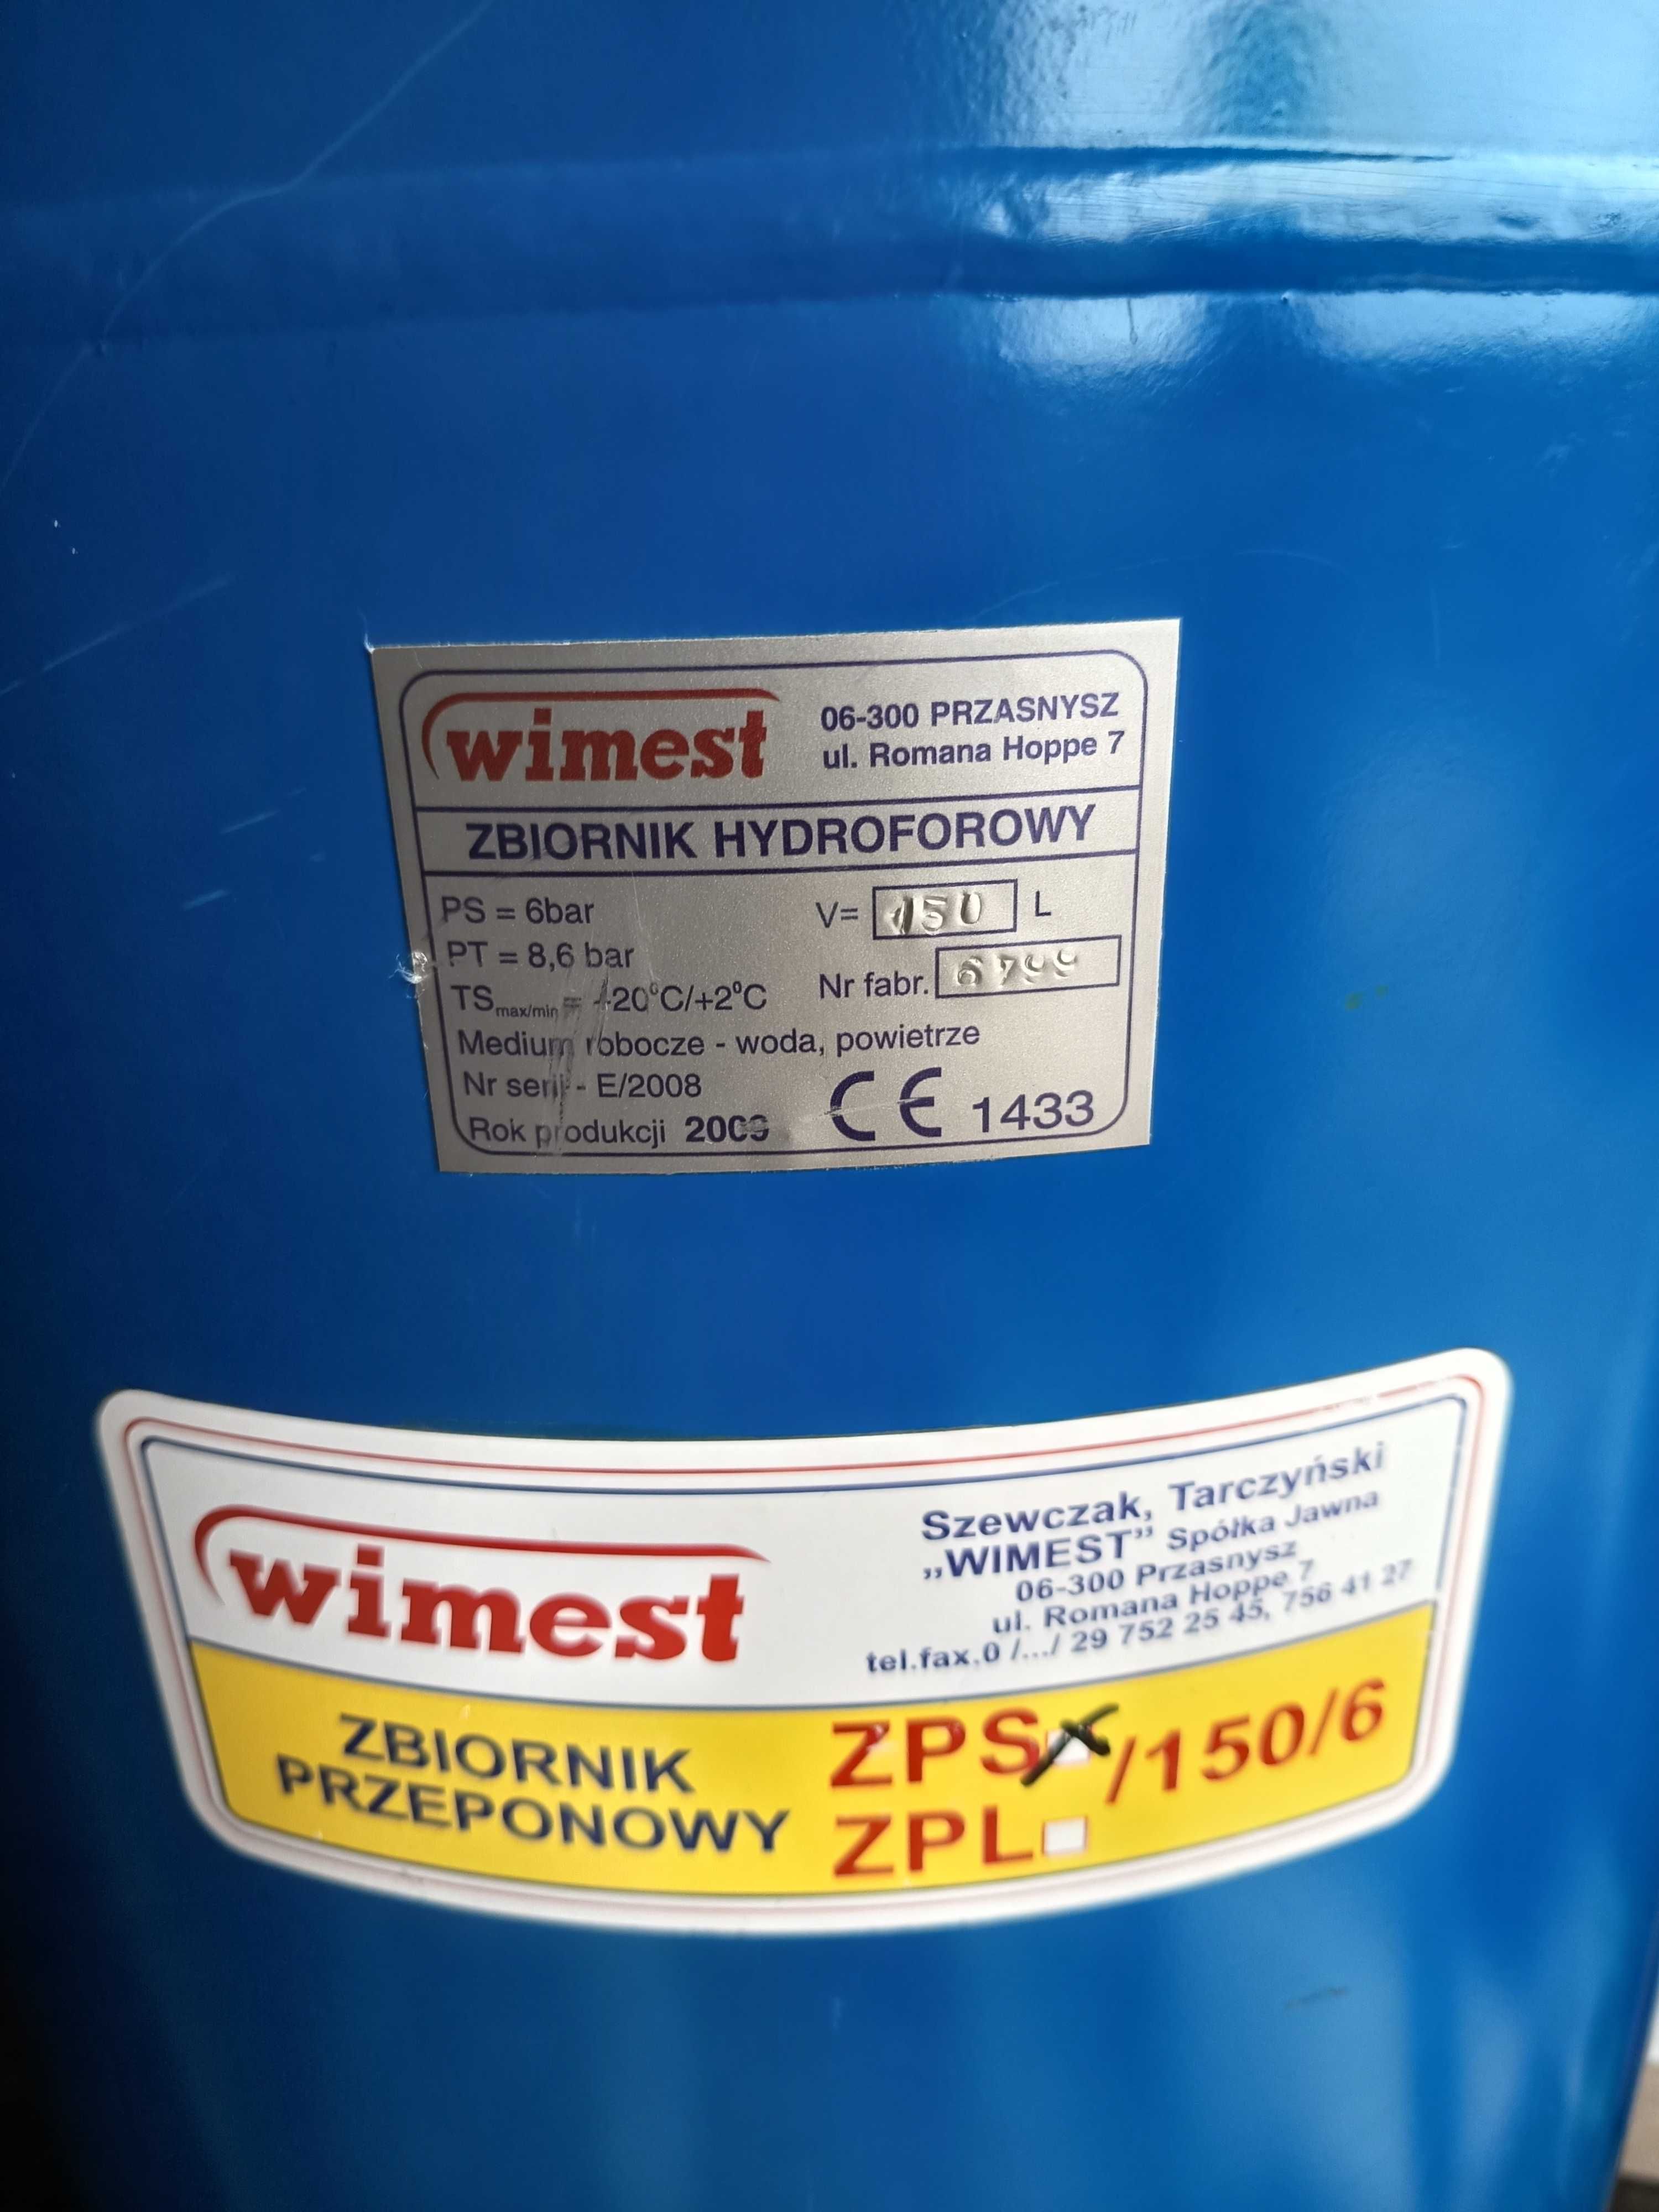 wimest
06-300 PRZASNYSZ
ul. Romana Hoppe 7
ZBIORNIK HYDROFOROWY
PS = 6bar
V= 150 L
PT = 8,6 bar
Nr fabr. 6799
TSmax/min = +20°C/+2°C
Medium robocze - woda, powietrze
Nr serii - E/2008
Rok produkcji
CE 1433
wimest
Szewczak, Tarczyński
„WIMEST” Spółka Jawna
06-300 Przasnysz
ul. Romana Hoppe 7
tel.fax.0 /.../ 29 752 25 45, 756 41 27
ZBIORNIK
PRZEPONOWY
ZPS /150/6
ZPL